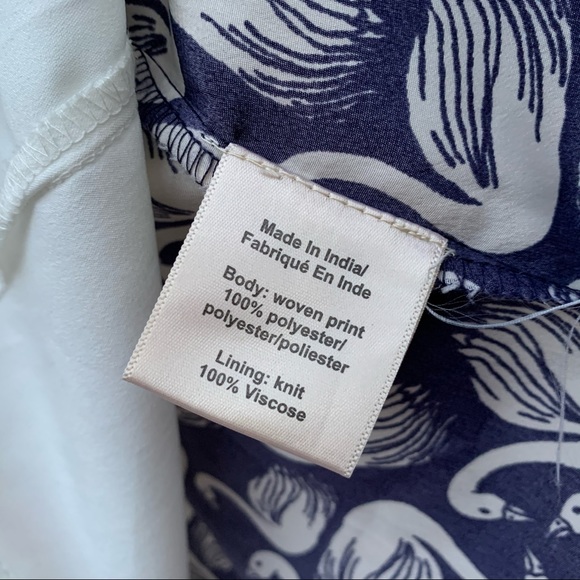 Made In India/
Fabriqué En Inde
Body: woven print
100% polyester/
polyester/poliester
Lining: knit
100% Viscose